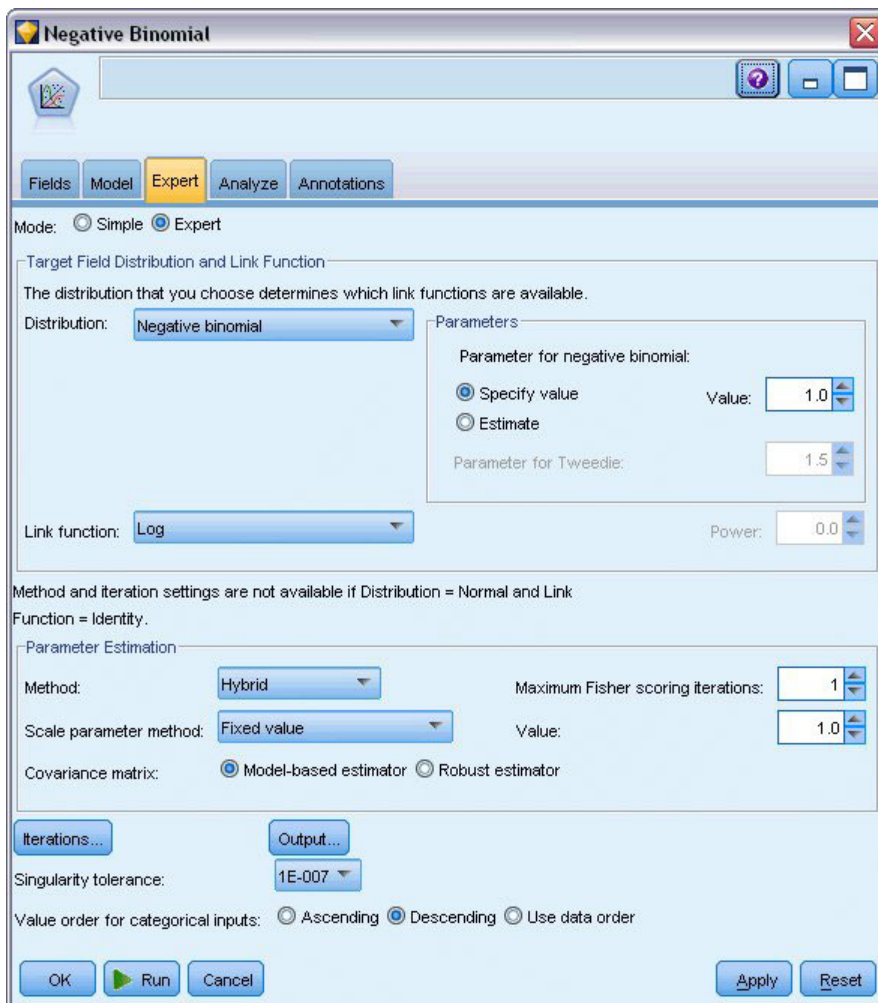 Negative Binomial
Fields Model Expert Analyze Annotations
Mode: Simple Expert
Target Field Distribution and Link Function
The distribution that you choose determines which link functions are available.
Distribution: Negative binomial
Parameters
Parameter for negative binomial:
Specify value Value: 1.0
Estimate
Parameter for Tweedie: 1.5
Link function: Log Power: 0.0
Method and iteration settings are not available if Distribution = Normal and Link
Function = Identity.
Parameter Estimation
Method: Hybrid Maximum Fisher scoring iterations: 1
Scale parameter method: Fixed value Value: 1.0
Covariance matrix: Model-based estimator Robust estimator
Iterations... Output...
Singularity tolerance: 1E-007
Value order for categorical inputs: Ascending Descending Use data order
OK Run Cancel Apply Reset